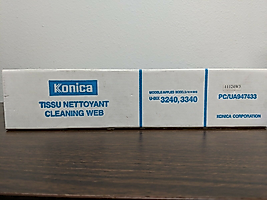 Konica
TISSU NETTOYANT
CLEANING WEB
U-BIX 3240, 3340
PC/UA947433
KONICA CORPORATION